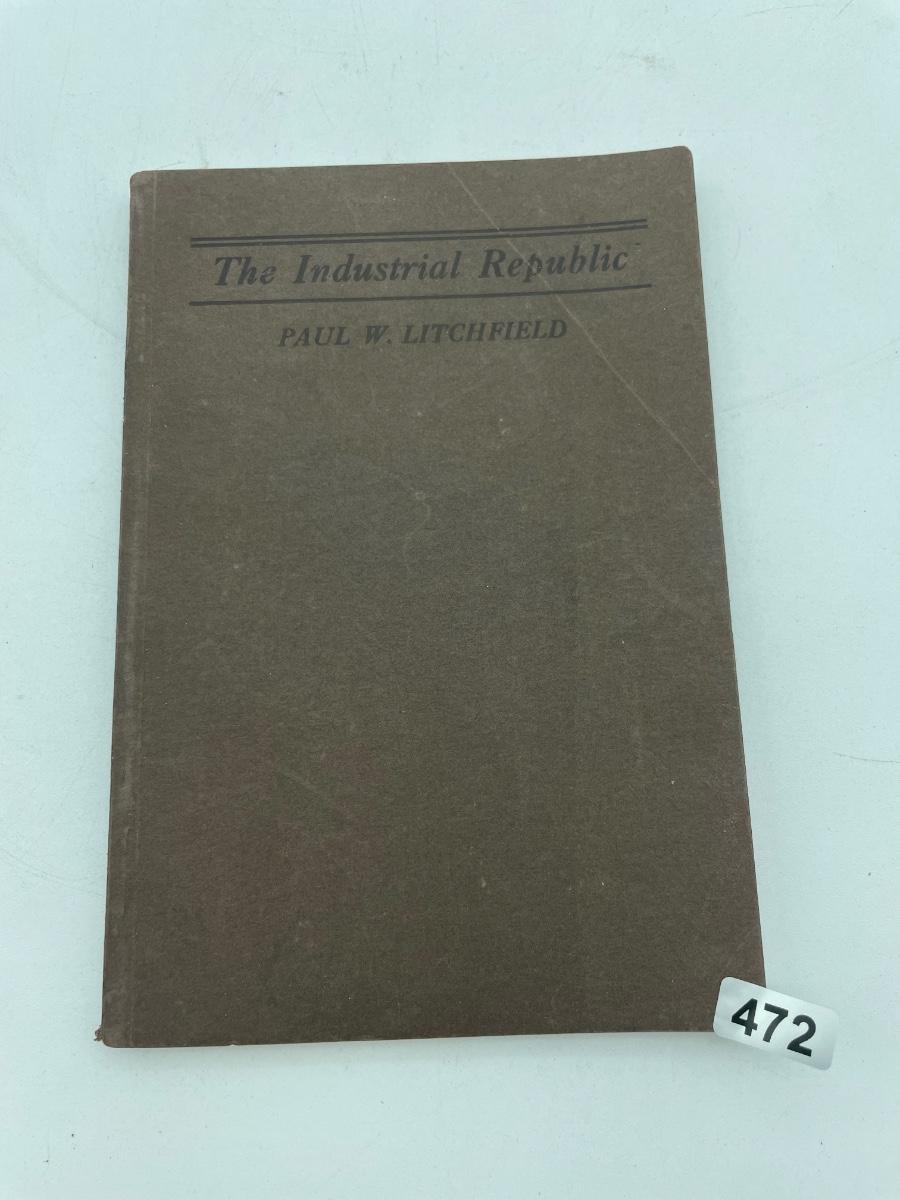 The Industrial Republic
PAUL W. LITCHFIELD
472